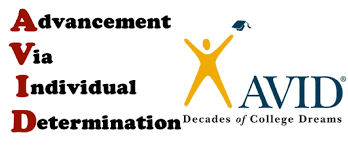 Advancement
Via
Individual
Determination
AVID®
Decades of College Dreams